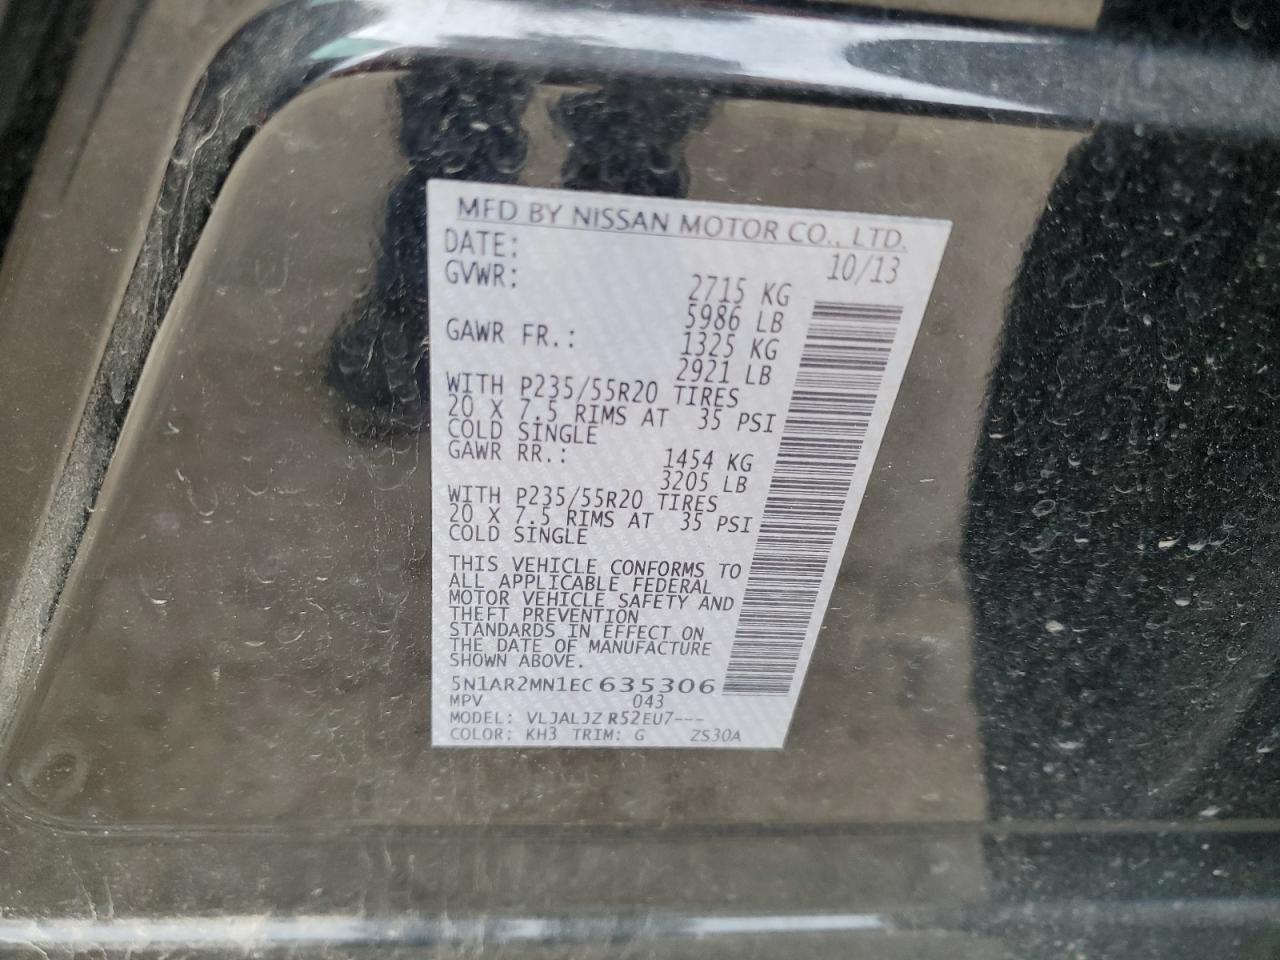 MFD BY NISSAN MOTOR CO., LTD.
DATE: 10/13
GVWR: 2715 KG
5986 LB
GAWR FR.: 1325 KG
2921 LB
WITH P235/55R20 TIRES
20 X 7.5 RIMS AT 35 PSI
COLD SINGLE
GAWR RR.: 1454 KG
3205 LB
WITH P235/55R20 TIRES
20 X 7.5 RIMS AT 35 PSI
COLD SINGLE
THIS VEHICLE CONFORMS TO
ALL APPLICABLE FEDERAL
MOTOR VEHICLE SAFETY AND
THEFT PREVENTION
STANDARDS IN EFFECT ON
THE DATE OF MANUFACTURE
SHOWN ABOVE.
5N1AR2MN1EC 635306
MPV 043
MODEL: VLJALJZ R52EU7---
COLOR: KH3 TRIM: G ZS30A